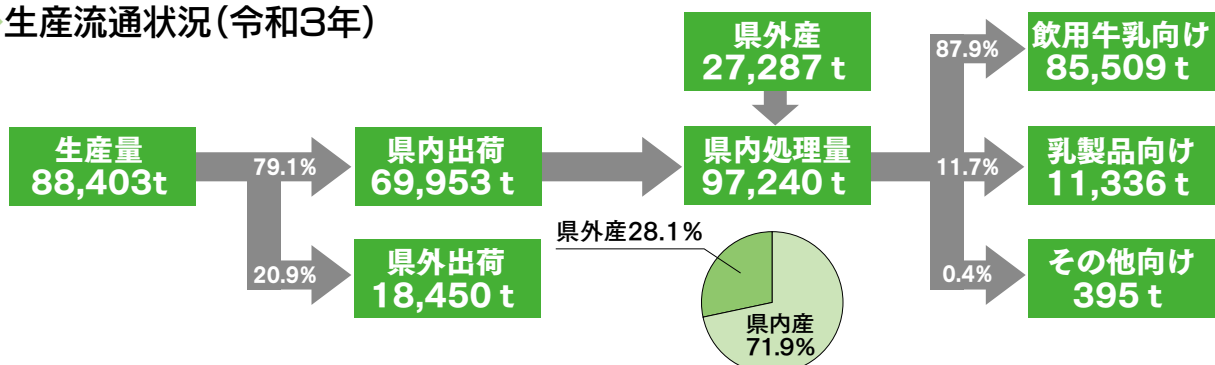 生産流通状況(令和3年)
県外産
27,287 t
87.9%
飲用牛乳向け
85,509 t
生産量
88,403t
79.1%
県内出荷
69,953 t
県内処理量
97,240 t
11.7%
乳製品向け
11,336 t
20.9%
県外出荷
18,450 t
県外産28.1%
県内産
71.9%
0.4%
その他向け
395 t